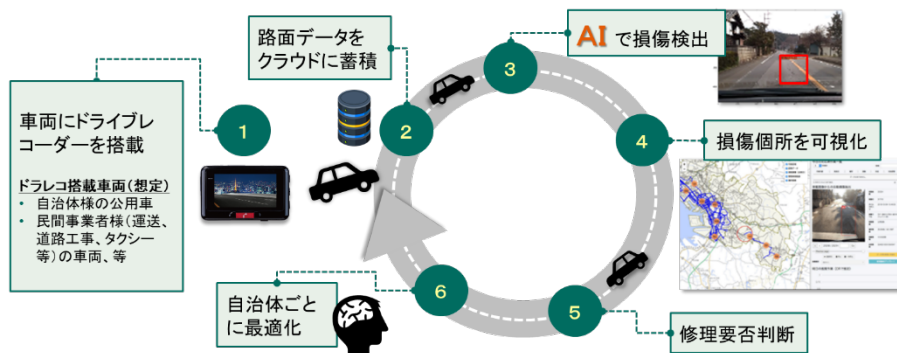 1
車両にドライブレ
コーダーを搭載
ドラレコ搭載車両(想定)
• 自治体様の公用車
• 民間事業者様(運送、
道路工事、タクシー
等)の車両、等
2
路面データを
クラウドに蓄積
3
AI で損傷検出
4
損傷個所を可視化
5
修理要否判断
6
自治体ごと
に最適化